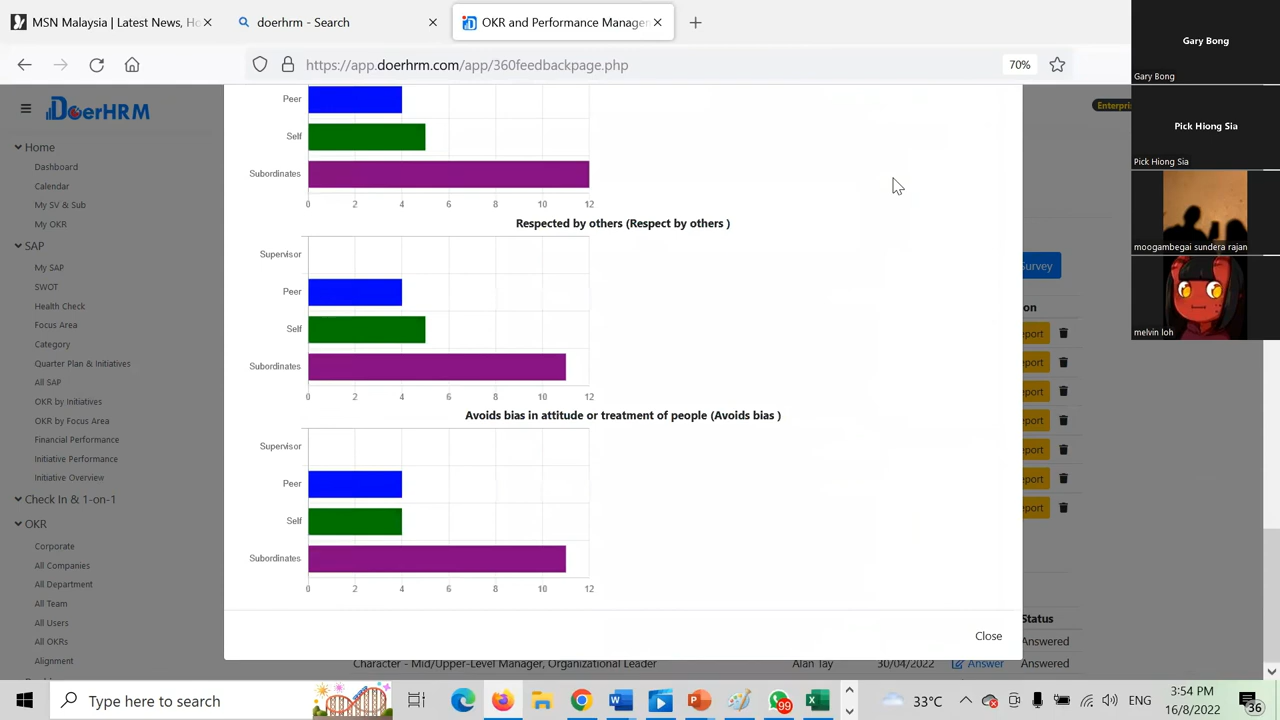 MSN Malaysia | Latest News, Ho
doerhrm - Search
OKR and Performance Manager
https://app.doerhrm.com/app/360feedbackpage.php
70%
Gary Bong
Gary Bong
Pick Hiong Sia
Pick Hiong Sia
moogambegai sundera rajan
melvin loh
DoerHRM
Enterpris
Home
Dashboard
Calendar
My SV & Sub
My OKR
SAP
My SAP
SWOT
Health Check
Focus Area
Category
Quarter Plan & Initiatives
All SAP
OKR by Initiatives
OKR by Focus Area
Financial Performance
Initiative Performance
Initiative Overview
Check In & 1-on-1
OKR
Corporate
All Companies
All Department
All Team
All Users
All OKRs
Alignment
Peer
Self
Subordinates
0 2 4 6 8 10 12
Respected by others (Respect by others )
Supervisor
Peer
Self
Subordinates
0 2 4 6 8 10 12
Avoids bias in attitude or treatment of people (Avoids bias )
Supervisor
Peer
Self
Subordinates
0 2 4 6 8 10 12
Close
Survey
on
port
port
port
port
port
port
port
Status
Answered
Character - Mid/Upper-Level Manager, Organizational Leader Alan Tay 30/04/2022 Answer Answered
Type here to search
99
33°C
ENG
3:54 PM
16/8/2022
36